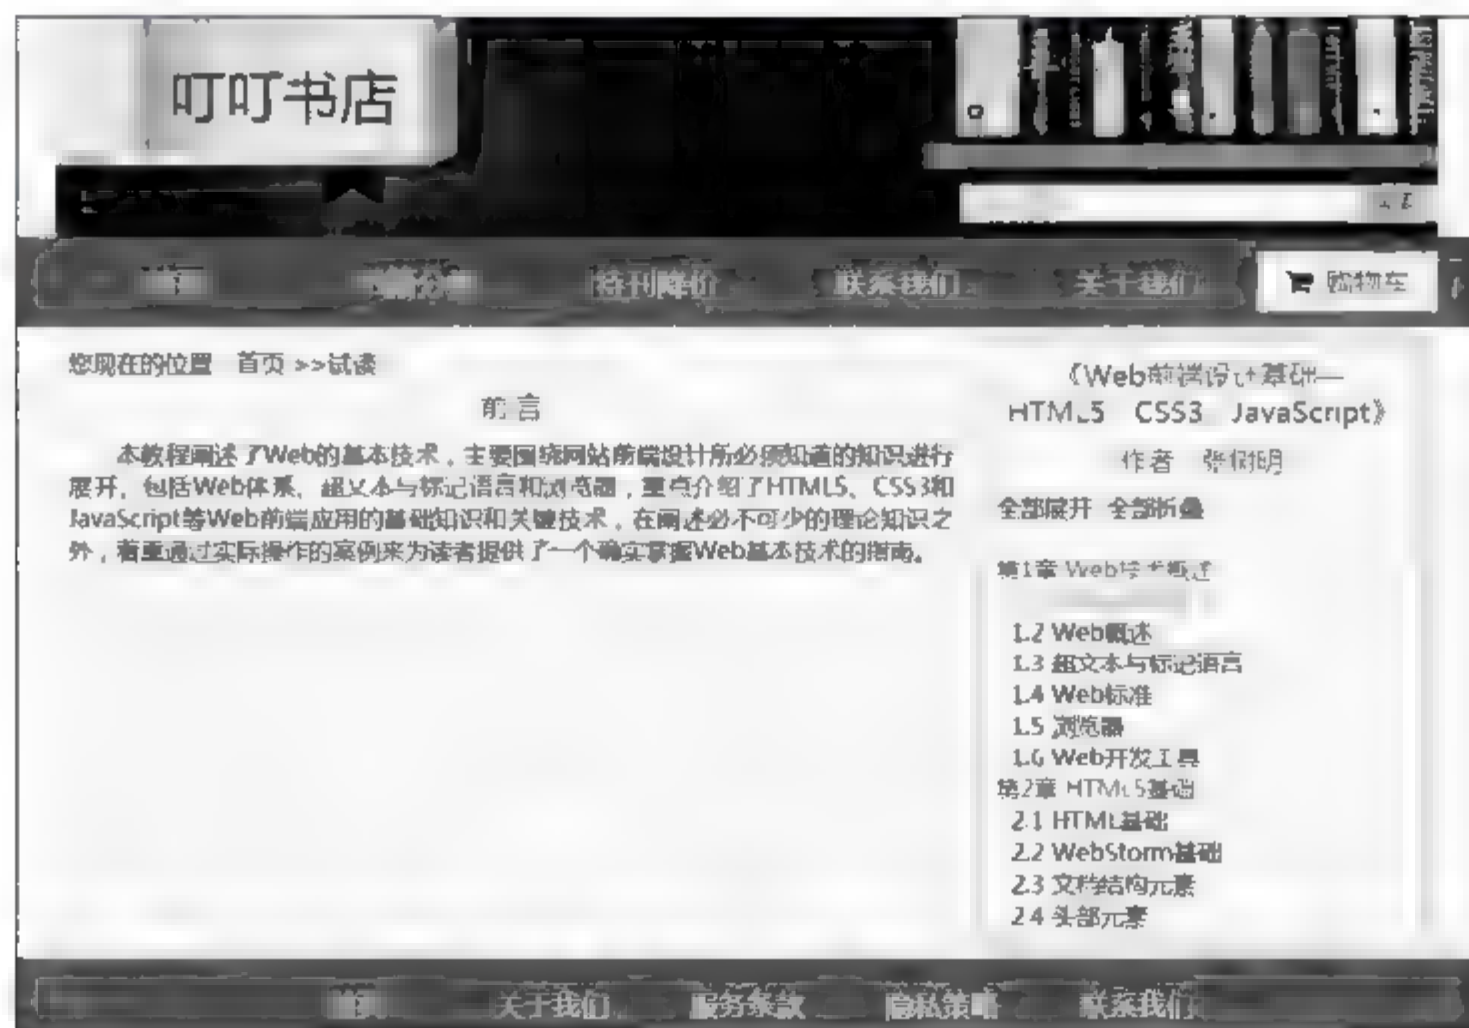 叮叮书店
特刊降价
联系我们
关于我们
购物车
您现在的位置 首页 >>试读
前 言
本教程阐述了Web的基本技术，主要围绕网站前端设计所必须知道的知识进行
展开，包括Web体系、超文本与标记语言和浏览器，重点介绍了HTML5、CSS3和
JavaScript等Web前端应用的基础知识和关键技术，在阐述必不可少的理论知识之
外，着重通过实际操作的案例来为读者提供了一个确实掌握Web基本技术的指南。
《Web前端设计基础—
HTML5 CSS3 JavaScript》
作者
全部展开 全部折叠
第1章 Web技术概述
1.2 Web概述
1.3 超文本与标记语言
1.4 Web标准
1.5 浏览器
1.6 Web开发工具
第2章 HTML5基础
2.1 HTML基础
2.2 WebStorm基础
2.3 文档结构元素
2.4 头部元素
关于我们
服务条款
隐私策略
联系我们